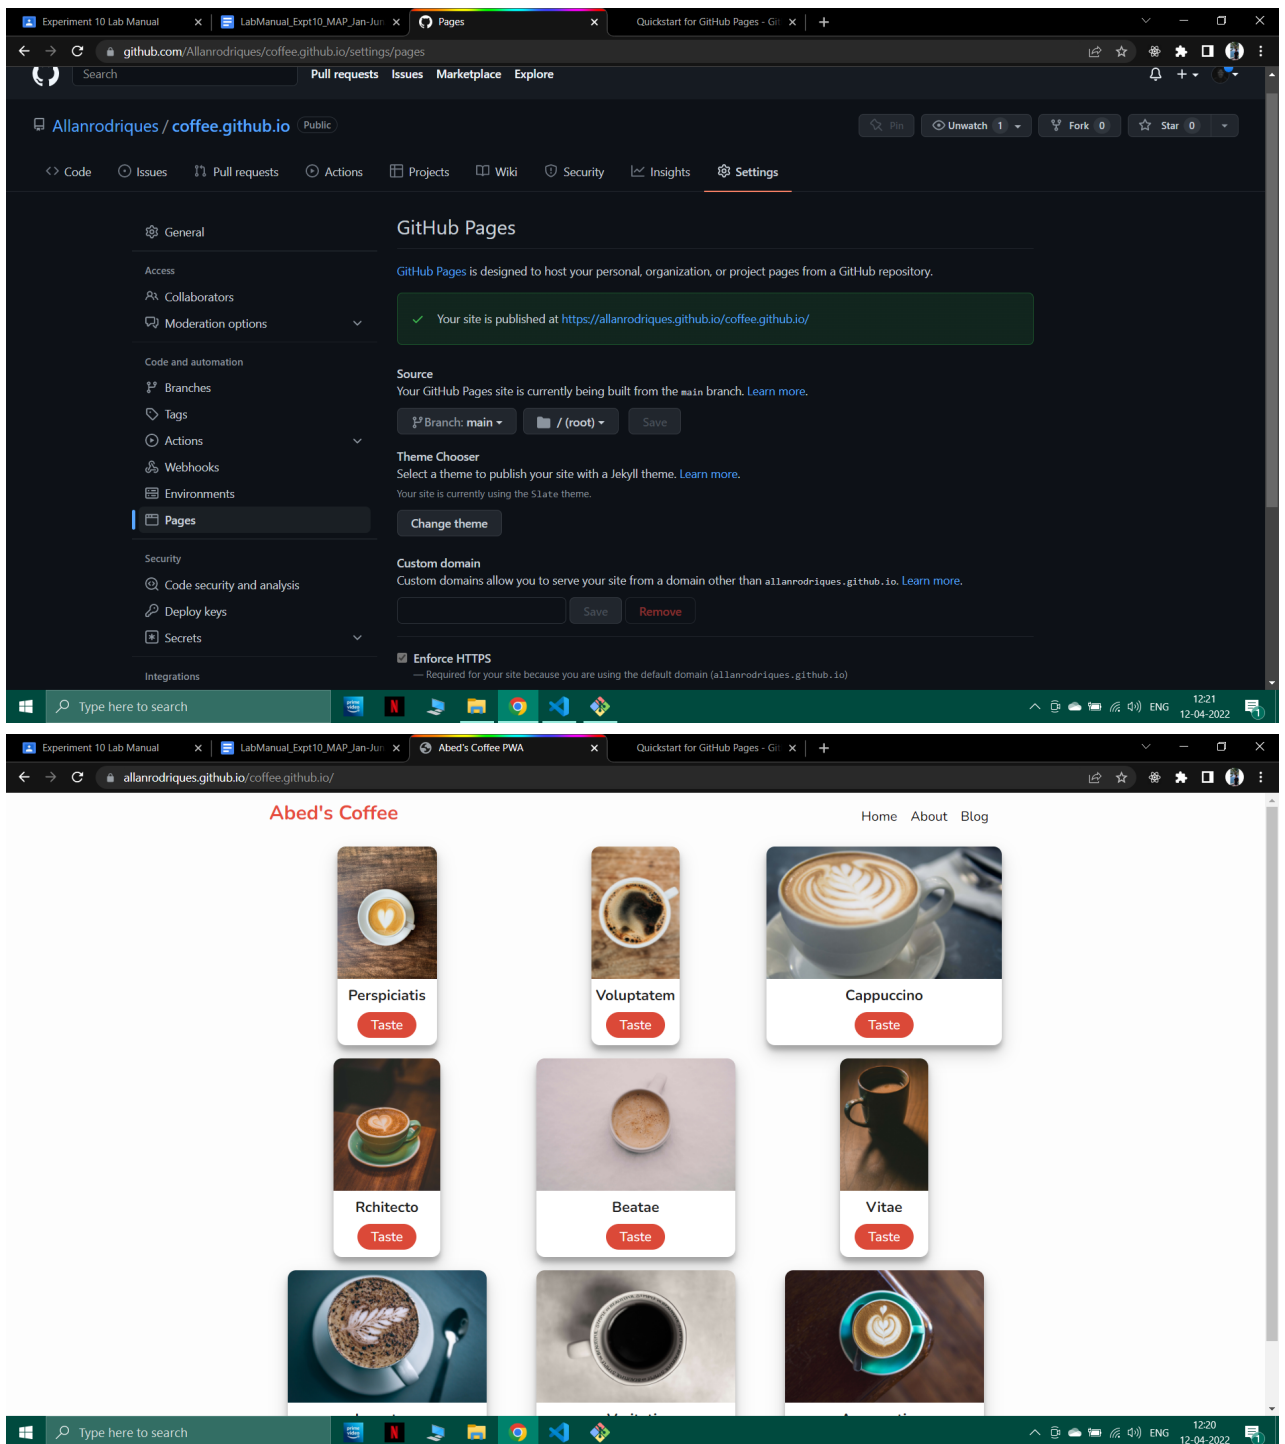 Experiment 10 Lab Manual
LabManual_Expt10_MAP_Jan-Jun
Pages
Quickstart for GitHub Pages - Git
github.com/Allanrodriques/coffee.github.io/settings/pages
Search
Pull requests Issues Marketplace Explore
Allanrodriques / coffee.github.io Public
Pin
Unwatch 1
Fork 0
Star 0
Code
Issues
Pull requests
Actions
Projects
Wiki
Security
Insights
Settings
General
Access
Collaborators
Moderation options
Code and automation
Branches
Tags
Actions
Webhooks
Environments
Pages
Security
Code security and analysis
Deploy keys
Secrets
Integrations
GitHub Pages
GitHub Pages is designed to host your personal, organization, or project pages from a GitHub repository.
Your site is published at https://allanrodriques.github.io/coffee.github.io/
Source
Your GitHub Pages site is currently being built from the main branch. Learn more.
Branch: main
/ (root)
Save
Theme Chooser
Select a theme to publish your site with a Jekyll theme. Learn more.
Your site is currently using the Slate theme.
Change theme
Custom domain
Custom domains allow you to serve your site from a domain other than allanrodriques.github.io. Learn more.
Save
Remove
Enforce HTTPS
— Required for your site because you are using the default domain (allanrodriques.github.io)
Type here to search
prime video
N
ENG
12:21
12-04-2022
1
Experiment 10 Lab Manual
LabManual_Expt10_MAP_Jan-Jun
Abed's Coffee PWA
Quickstart for GitHub Pages - Git
allanrodriques.github.io/coffee.github.io/
Abed's Coffee
Home About Blog
Perspiciatis
Taste
Voluptatem
Taste
Cappuccino
Taste
Rchitecto
Taste
Beatae
Taste
Vitae
Taste
Type here to search
prime video
N
ENG
12:20
12-04-2022
1